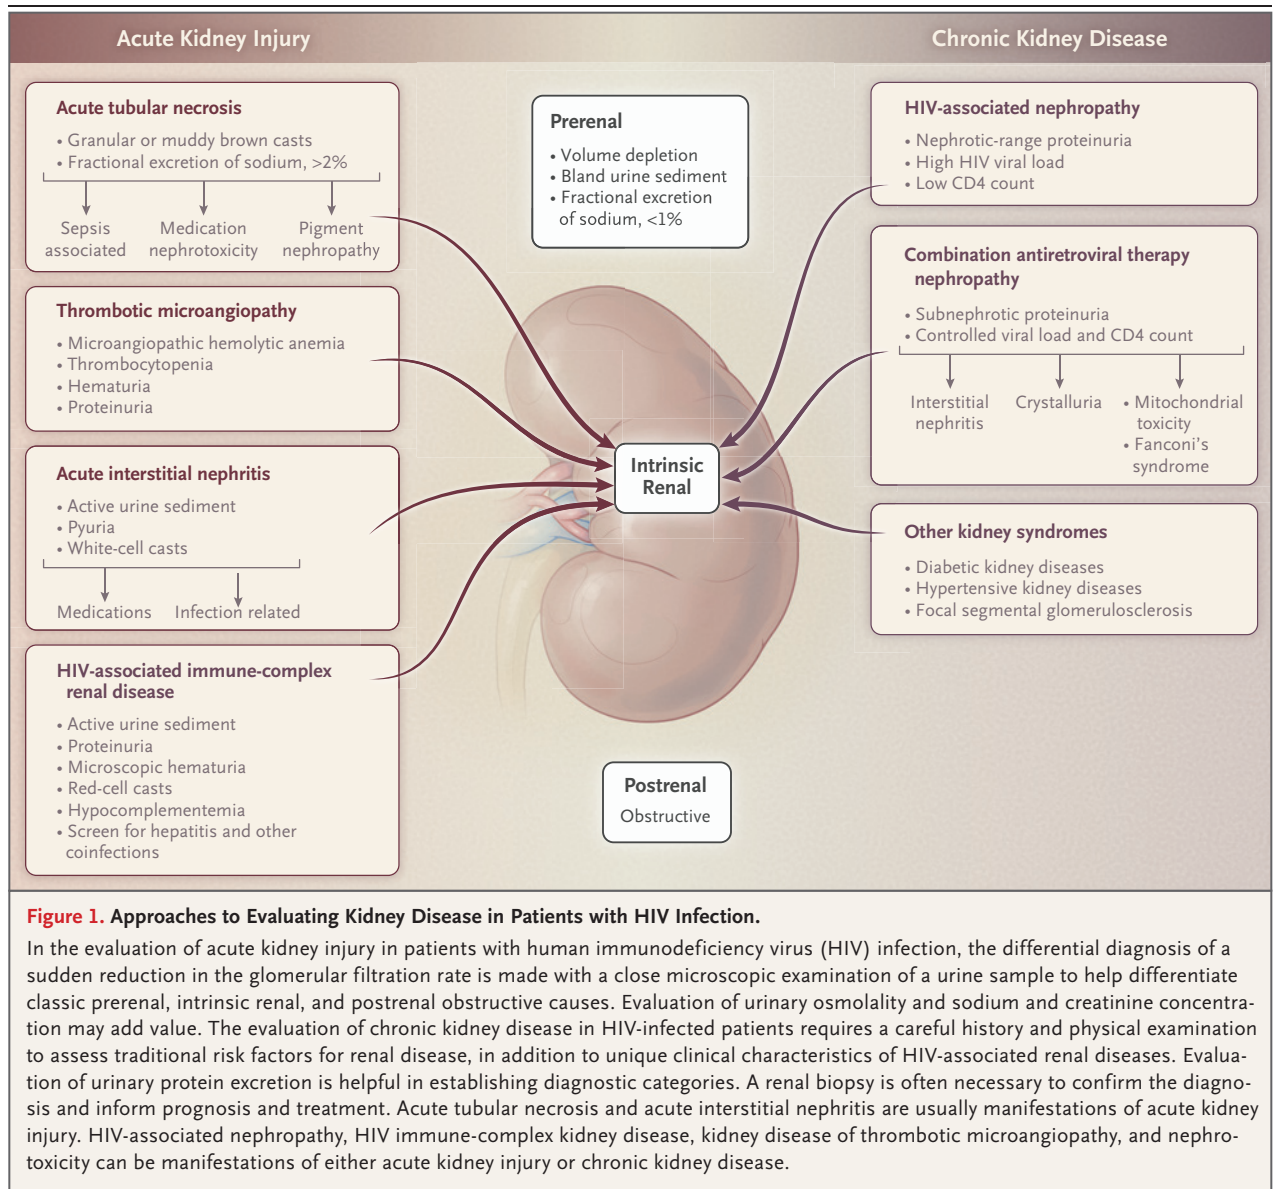 Acute Kidney Injury
Chronic Kidney Disease
Acute tubular necrosis
• Granular or muddy brown casts
• Fractional excretion of sodium, >2%
Sepsis
associated
Medication
nephrotoxicity
Pigment
nephropathy
Thrombotic microangiopathy
• Microangiopathic hemolytic anemia
• Thrombocytopenia
• Hematuria
• Proteinuria
Acute interstitial nephritis
• Active urine sediment
• Pyuria
• White-cell casts
Medications
Infection related
HIV-associated immune-complex
renal disease
• Active urine sediment
• Proteinuria
• Microscopic hematuria
• Red-cell casts
• Hypocomplementemia
• Screen for hepatitis and other
coinfections
Prerenal
• Volume depletion
• Bland urine sediment
• Fractional excretion
of sodium, <1%
Intrinsic
Renal
Postrenal
Obstructive
HIV-associated nephropathy
• Nephrotic-range proteinuria
• High HIV viral load
• Low CD4 count
Combination antiretroviral therapy
nephropathy
• Subnephrotic proteinuria
• Controlled viral load and CD4 count
Interstitial
nephritis
Crystalluria
• Mitochondrial
toxicity
• Fanconi's
syndrome
Other kidney syndromes
• Diabetic kidney diseases
• Hypertensive kidney diseases
• Focal segmental glomerulosclerosis
Figure 1. Approaches to Evaluating Kidney Disease in Patients with HIV Infection.
In the evaluation of acute kidney injury in patients with human immunodeficiency virus (HIV) infection, the differential diagnosis of a
sudden reduction in the glomerular filtration rate is made with a close microscopic examination of a urine sample to help differentiate
classic prerenal, intrinsic renal, and postrenal obstructive causes. Evaluation of urinary osmolality and sodium and creatinine concentra-
tion may add value. The evaluation of chronic kidney disease in HIV-infected patients requires a careful history and physical examination
to assess traditional risk factors for renal disease, in addition to unique clinical characteristics of HIV-associated renal diseases. Evalua-
tion of urinary protein excretion is helpful in establishing diagnostic categories. A renal biopsy is often necessary to confirm the diagno-
sis and inform prognosis and treatment. Acute tubular necrosis and acute interstitial nephritis are usually manifestations of acute kidney
injury. HIV-associated nephropathy, HIV immune-complex kidney disease, kidney disease of thrombotic microangiopathy, and nephro-
toxicity can be manifestations of either acute kidney injury or chronic kidney disease.